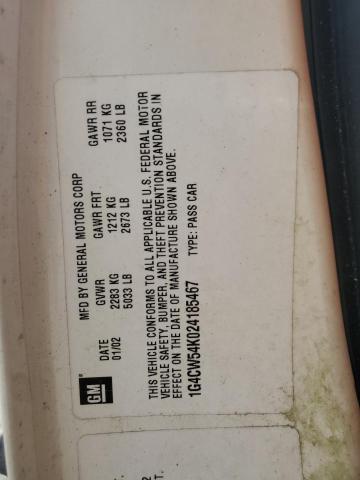 GM
MFD BY GENERAL MOTORS CORP
DATE GVWR GAWR FRT. GAWR RR
01/02 2283 KG 1212 KG 1071 KG
5033 LB 2673 LB 2360 LB
THIS VEHICLE CONFORMS TO ALL APPLICABLE U.S. FEDERAL MOTOR
VEHICLE SAFETY, BUMPER, AND THEFT PREVENTION STANDARDS IN
EFFECT ON THE DATE OF MANUFACTURE SHOWN ABOVE.
1G4CW54K024185467 TYPE: PASS CAR